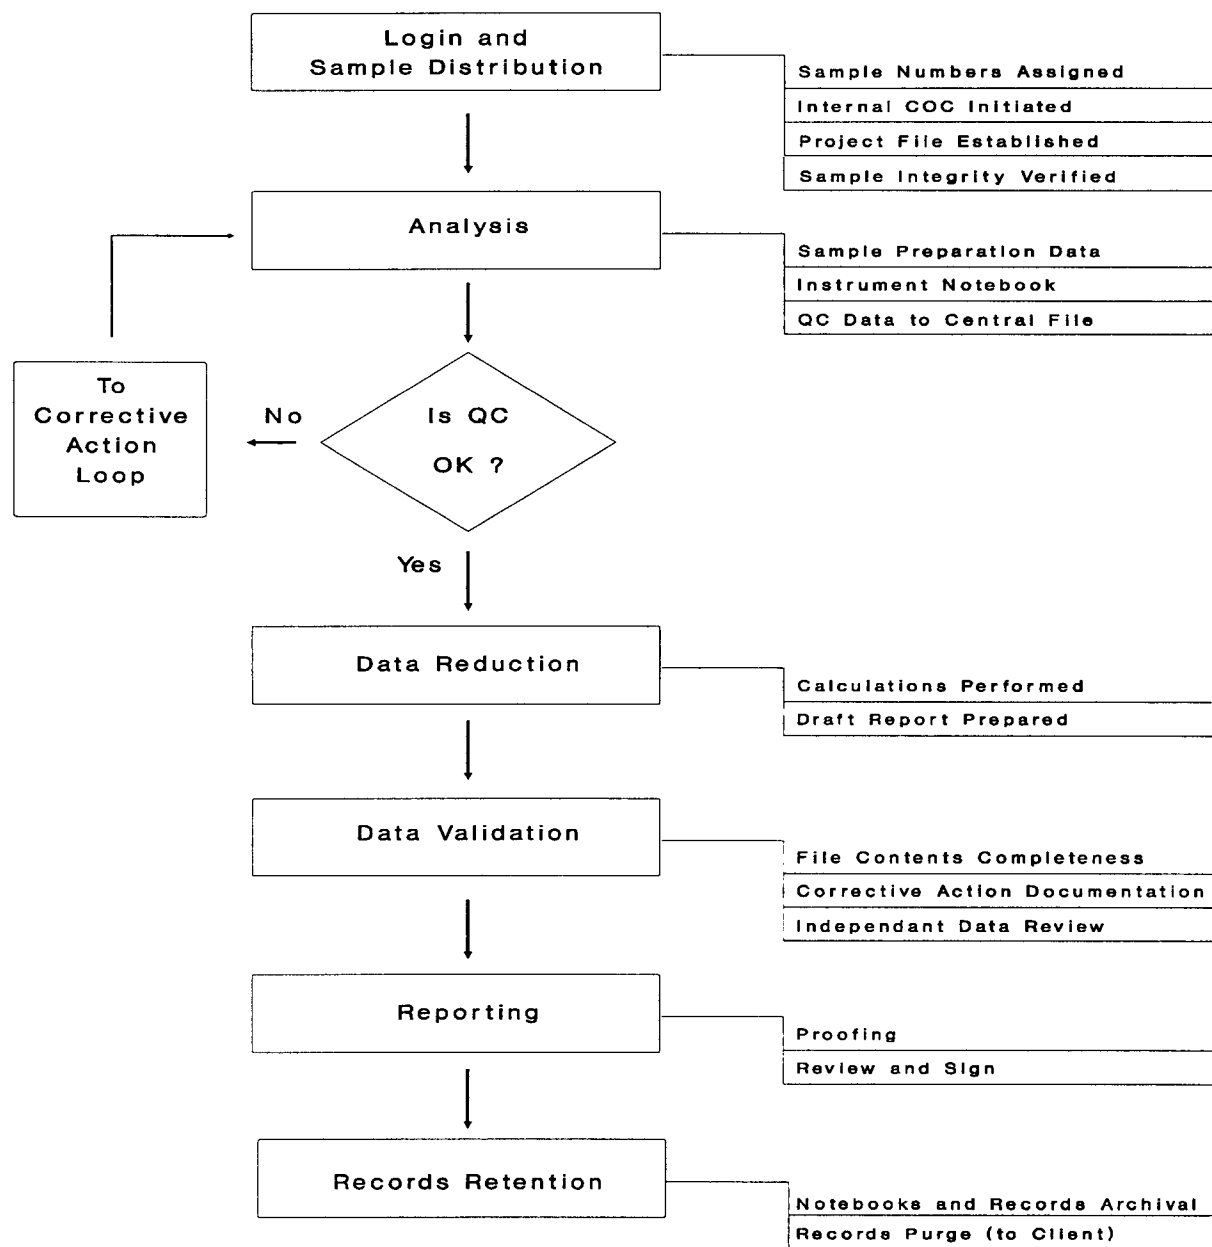 Login and
Sample Distribution
Sample Numbers Assigned
Internal COC Initiated
Project File Established
Sample Integrity Verified
Analysis
Sample Preparation Data
Instrument Notebook
QC Data to Central File
To
Corrective
Action
Loop
No
Is QC
OK ?
Yes
Data Reduction
Calculations Performed
Draft Report Prepared
Data Validation
File Contents Completeness
Corrective Action Documentation
Independant Data Review
Reporting
Proofing
Review and Sign
Records Retention
Notebooks and Records Archival
Records Purge (to Client)